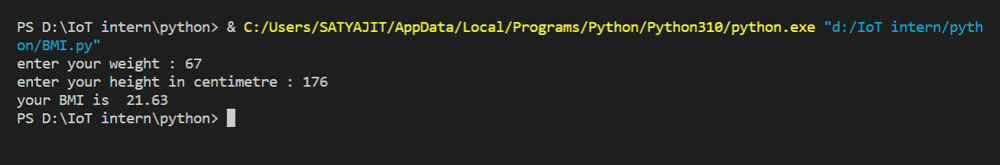 PS D:\IoT intern\python> & C:/Users/SATYAJIT/AppData/Local/Programs/Python/Python310/python.exe "d:/IoT intern/pyth
on/BMI.py"
enter your weight : 67
enter your height in centimetre : 176
your BMI is  21.63
PS D:\IoT intern\python>